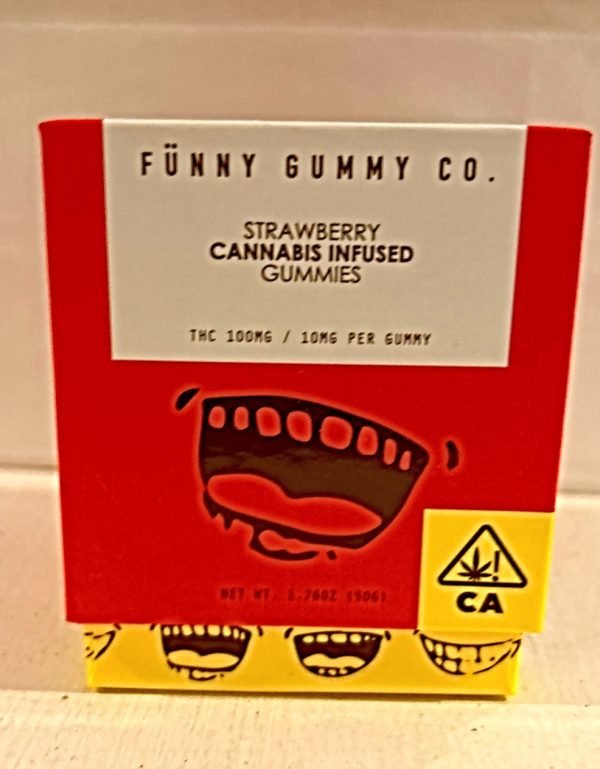 FÜNNY GUMMY CO.
STRAWBERRY
CANNABIS INFUSED
GUMMIES
THC 100MG / 10MG PER GUMMY
NET WT. 1.76OZ (50G)
!
CA